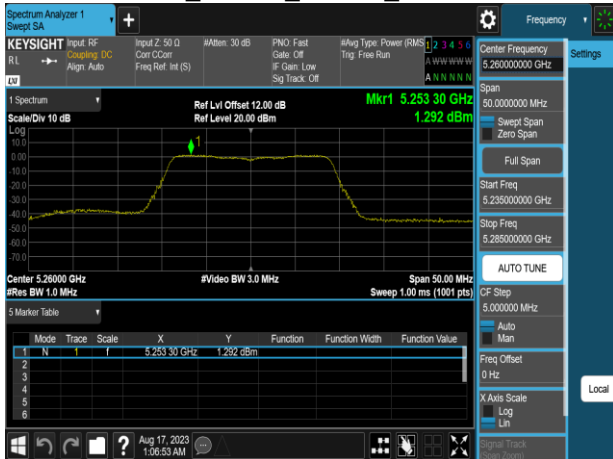 Spectrum Analyzer 1
Swept SA
+
Frequency
KEYSIGHT
RL
LXI
Input: RF
Coupling: DC
Align: Auto
Input Z: 50 Ω
Corr CCorr
Freq Ref: Int (S)
#Atten: 30 dB
PNO: Fast
Gate: Off
IF Gain: Low
Sig Track: Off
#Avg Type: Power (RMS
Trig: Free Run
1 2 3 4 5 6
A W W W W W
A N N N N N
Center Frequency
5.260000000 GHz
Settings
1 Spectrum
Scale/Div 10 dB
Ref Lvl Offset 12.00 dB
Ref Level 20.00 dBm
Mkr1 5.253 30 GHz
1.292 dBm
Log
10.0
0.00
-10.0
-20.0
-30.0
-40.0
-50.0
-60.0
-70.0
1
Center 5.26000 GHz
#Res BW 1.0 MHz
#Video BW 3.0 MHz
Span 50.00 MHz
Sweep 1.00 ms (1001 pts)
Span
50.0000000 MHz
Swept Span
Zero Span
Full Span
Start Freq
5.235000000 GHz
Stop Freq
5.285000000 GHz
AUTO TUNE
CF Step
5.000000 MHz
Auto
Man
Freq Offset
0 Hz
X Axis Scale
Log
Lin
Signal Track
(Span Zoom)
Local
5 Marker Table
Mode Trace Scale X Y Function Function Width Function Value
1 N 1 f 5.253 30 GHz 1.292 dBm
2
3
4
5
6
?
Aug 17, 2023
1:06:53 AM